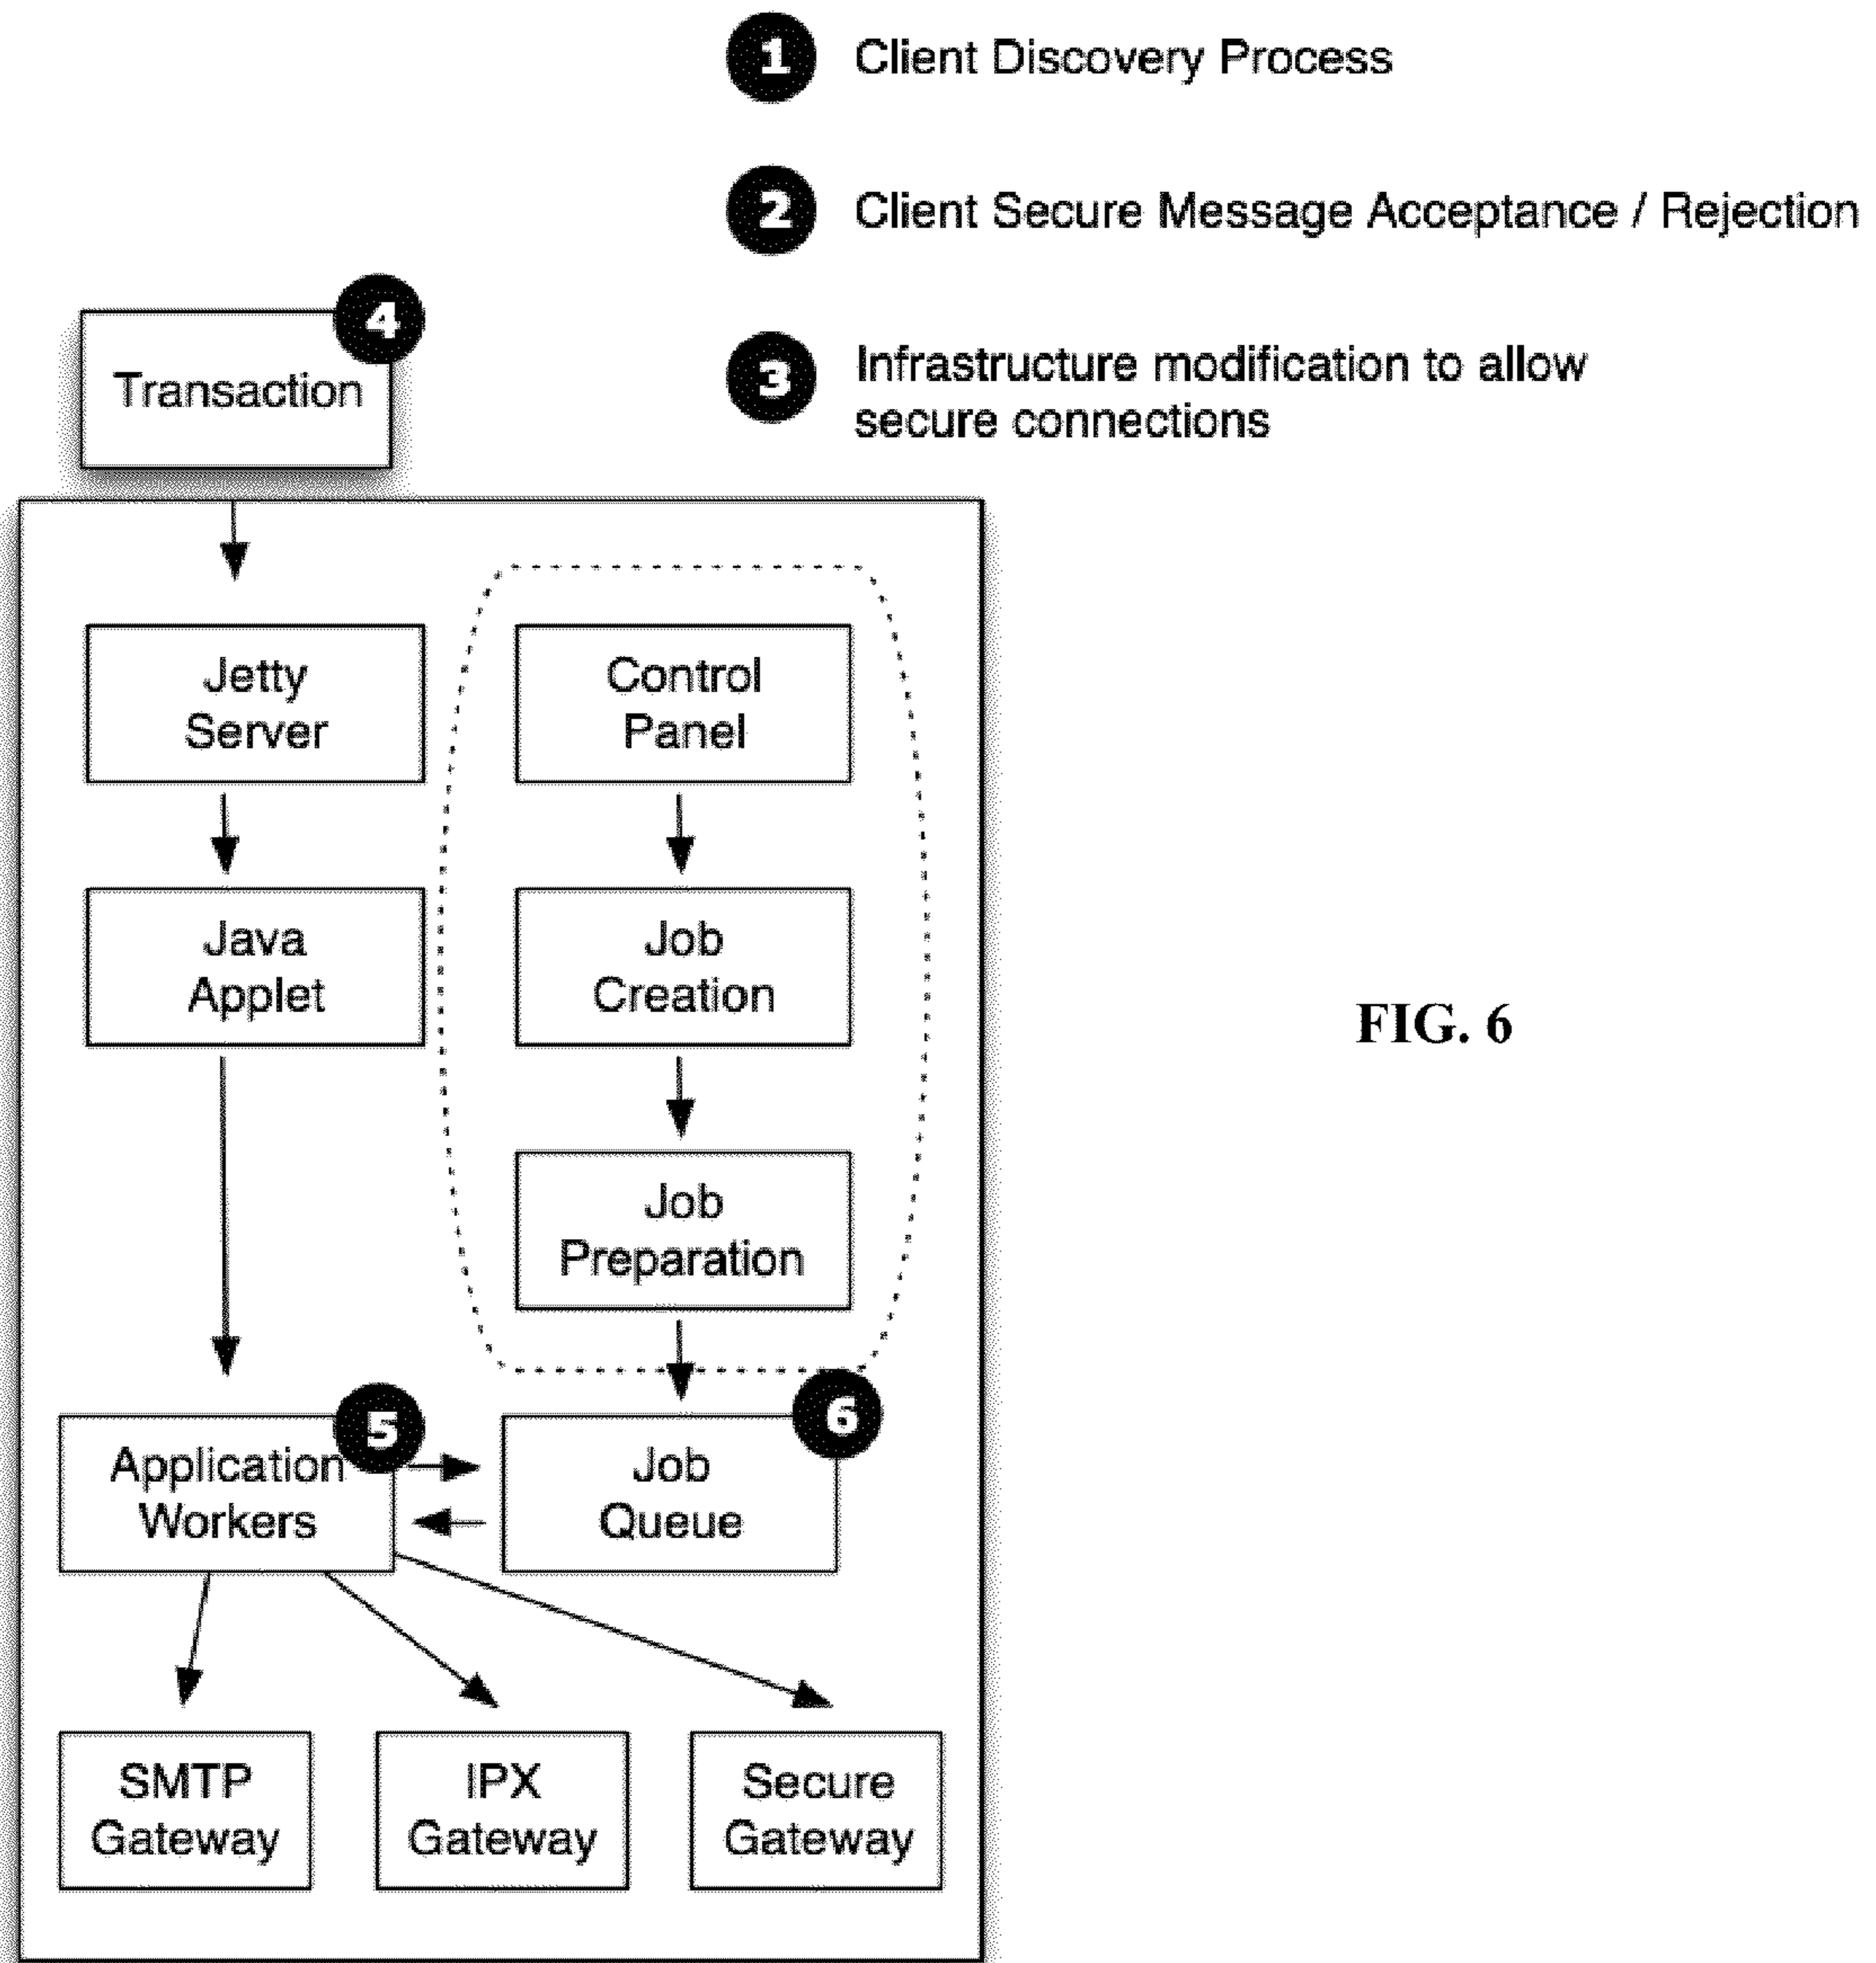 1 Client Discovery Process
2 Client Secure Message Acceptance / Rejection
3 Infrastructure modification to allow
secure connections
4
Transaction
Jetty
Server
Control
Panel
Java
Applet
Job
Creation
Job
Preparation
5
Application
Workers
6
Job
Queue
SMTP
Gateway
IPX
Gateway
Secure
Gateway
FIG. 6